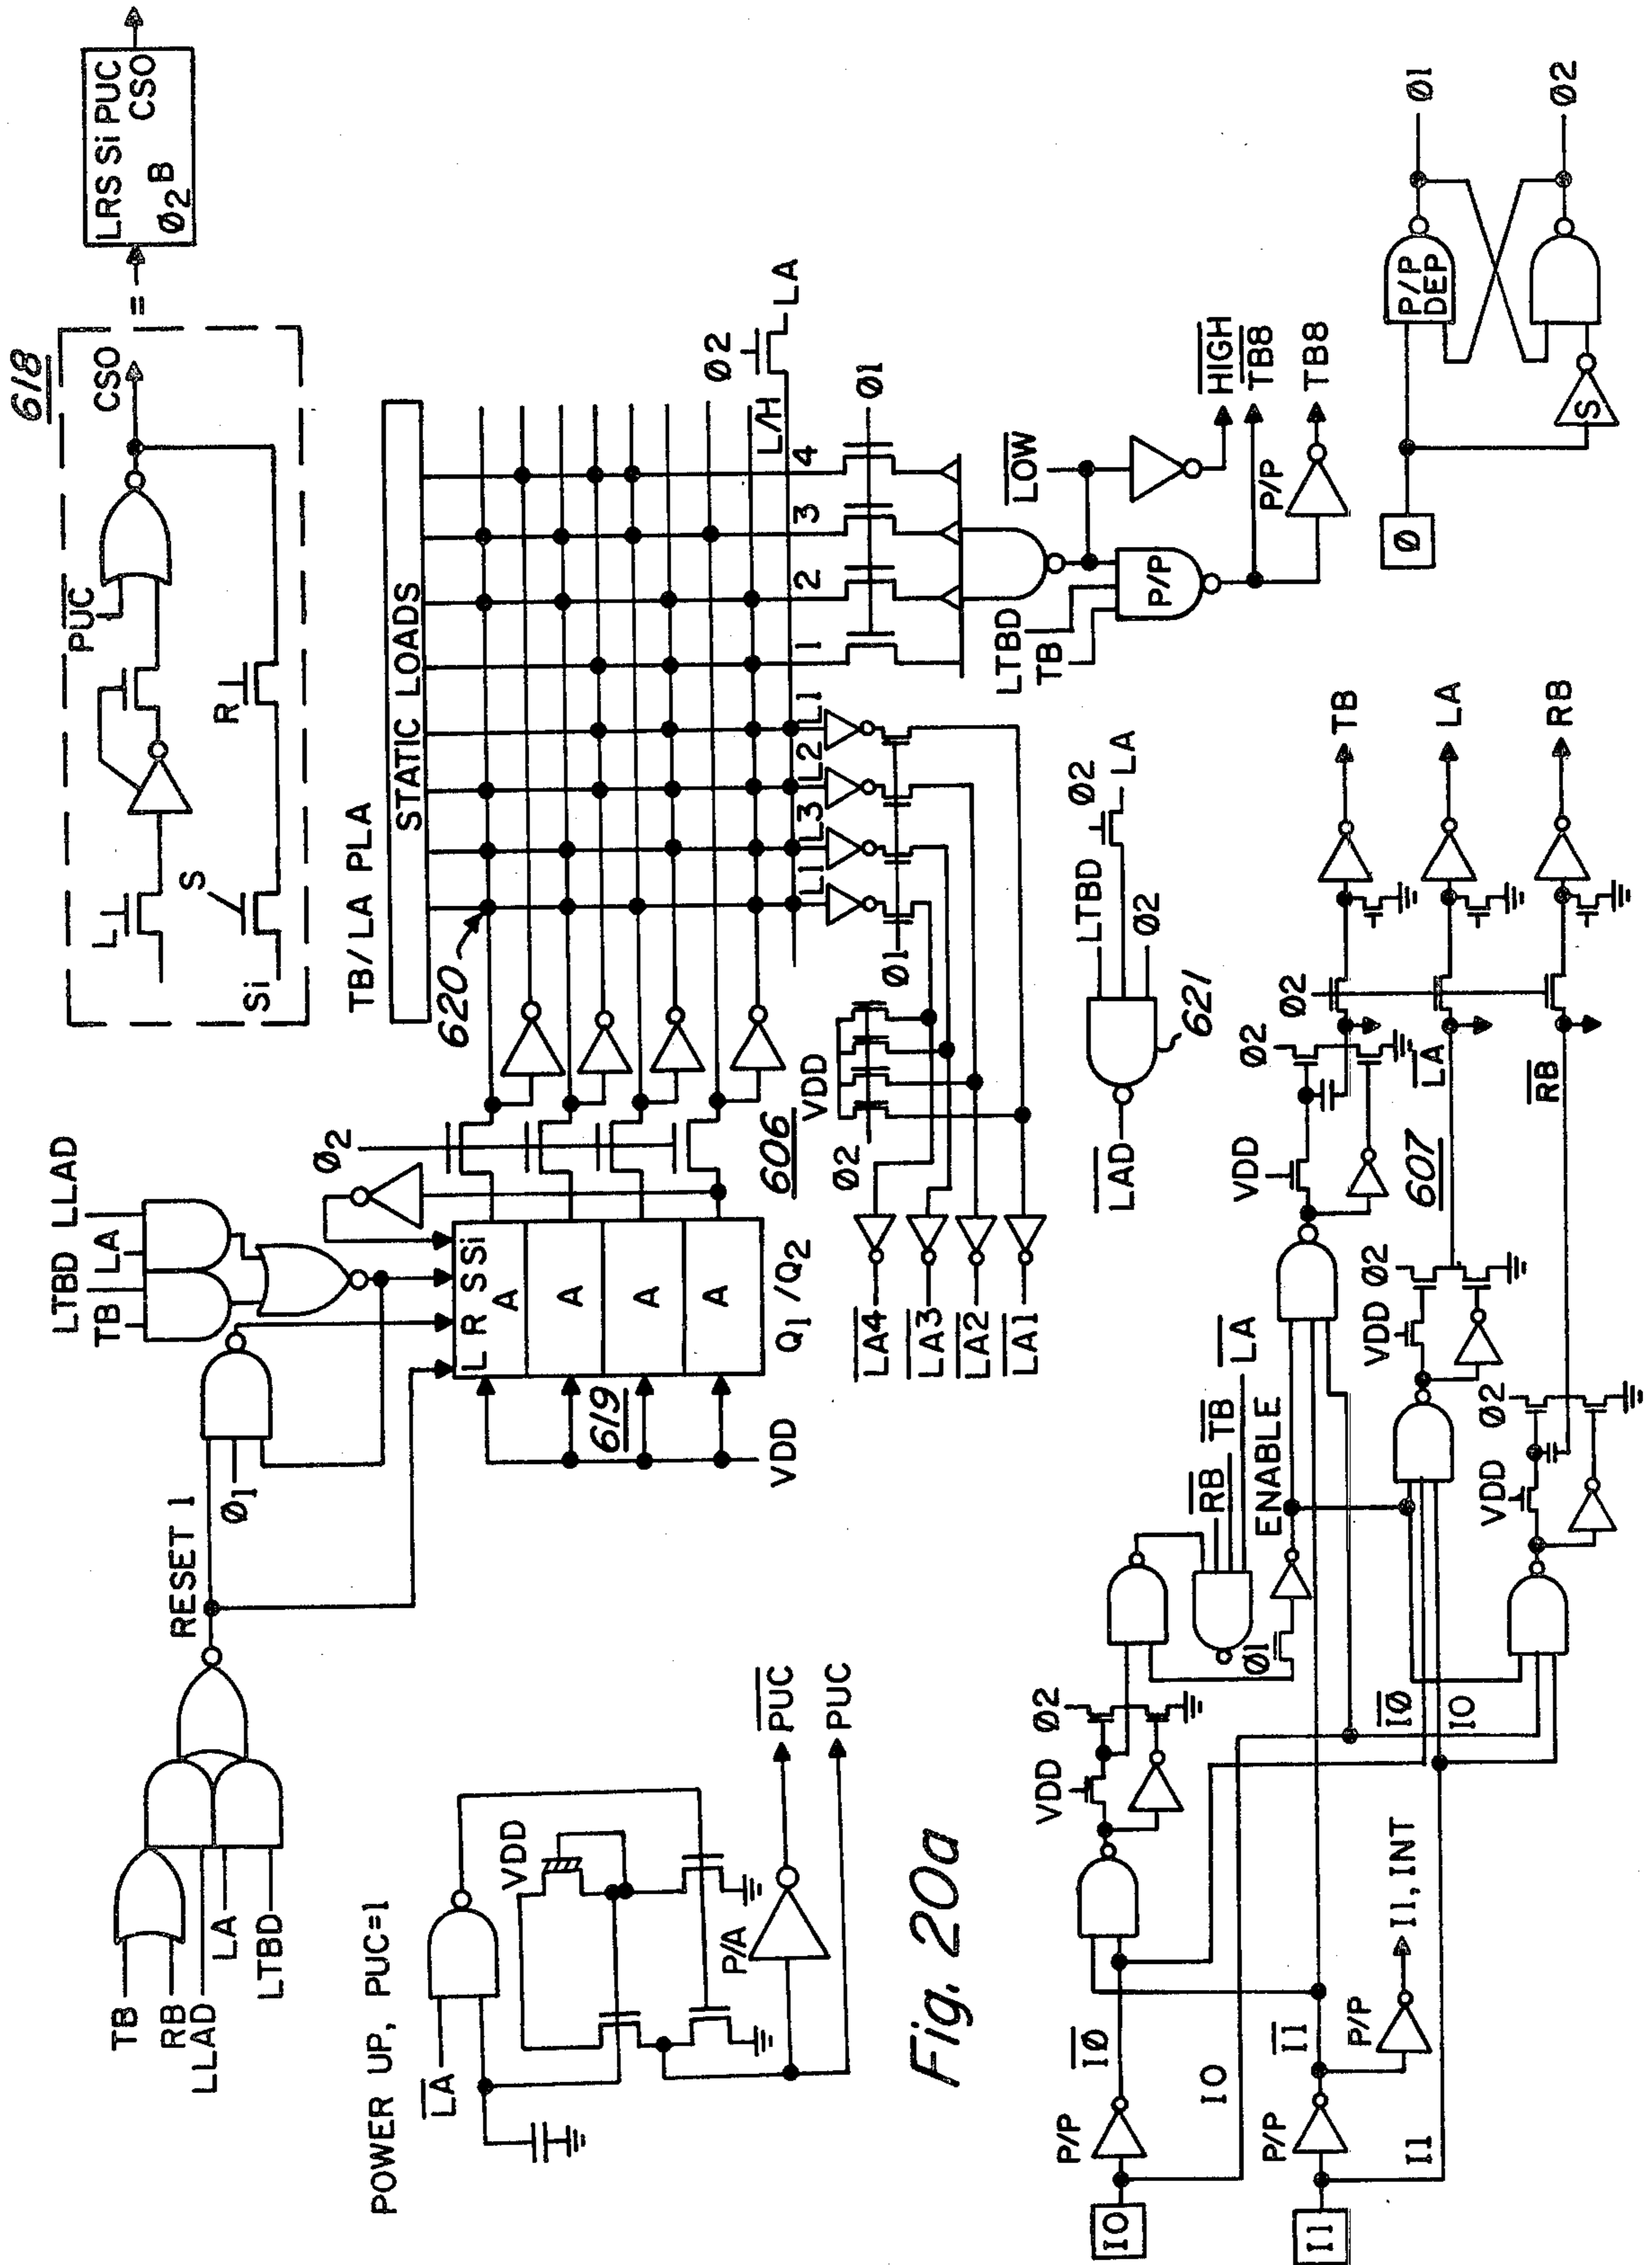 618
PUC
CSO
L
S
R
Si
=
LRS Si PUC
CSO
Ø2B
TB
RB
LLAD
LA
LTBD
RESET 1
Ø1
LTBD LLAD
TB LA
L R S Si
A
A
A
A
Q1/Q2
619
VDD
Ø2
606
TB/LA PLA
STATIC LOADS
620
L1
L3
L2
L1
1
2
3
4
L/H
Ø2
LA
Ø1
Ø1
VDD
Ø2
LA4
LA3
LA2
LA1
LTBD
TB
P/P
LOW
HIGH
TB8
P/P
TB8
LTBD
Ø2
LA
Ø2
621
LAD
POWER UP, PUC=1
LA
VDD
P/A
PUC
PUC
Fig. 20a
Ø
P/P
DEP
S
Ø1
Ø2
IO
P/P
IØ
IO
I1
P/P
I1
I1
P/P
I1, INT
VDD
Ø2
RB
TB
LA
ENABLE
Ø1
IØ
IO
VDD
Ø2
LA
607
VDD Ø2
VDD
Ø2
RB
Ø2
TB
LA
RB